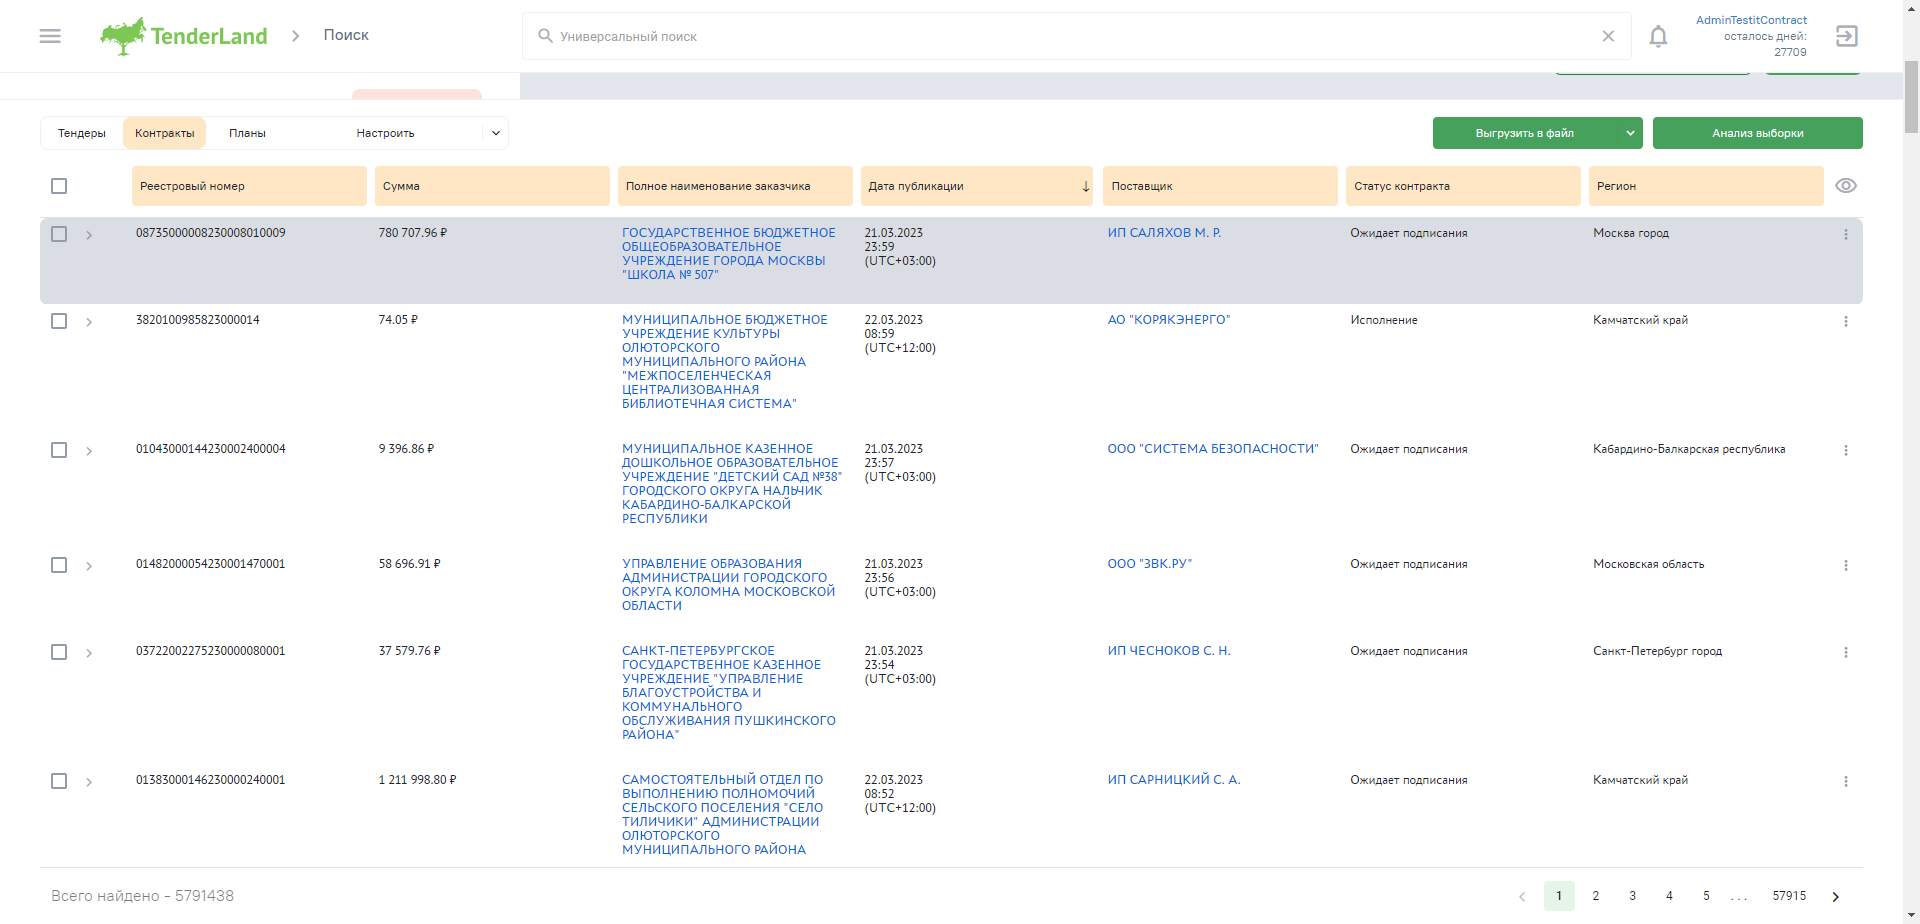 TenderLand
Поиск
Универсальный поиск
AdminTestitContract
осталось дней:
27709
Тендеры
Контракты
Планы
Настроить
Выгрузить в файл
Анализ выборки
Реестровый номер
Сумма
Полное наименование заказчика
Дата публикации
Поставщик
Статус контракта
Регион
08735000008230008010009
780 707.96 ₽
ГОСУДАРСТВЕННОЕ БЮДЖЕТНОЕ
ОБЩЕОБРАЗОВАТЕЛЬНОЕ
УЧРЕЖДЕНИЕ ГОРОДА МОСКВЫ
"ШКОЛА № 507"
21.03.2023
23:59
(UTC+03:00)
ИП САЛЯХОВ М. Р.
Ожидает подписания
Москва город
3820100985823000014
74.05 ₽
МУНИЦИПАЛЬНОЕ БЮДЖЕТНОЕ
УЧРЕЖДЕНИЕ КУЛЬТУРЫ
ОЛЮТОРСКОГО
МУНИЦИПАЛЬНОГО РАЙОНА
"МЕЖПОСЕЛЕНЧЕСКАЯ
ЦЕНТРАЛИЗОВАННАЯ
БИБЛИОТЕЧНАЯ СИСТЕМА"
22.03.2023
08:59
(UTC+12:00)
АО "КОРЯКЭНЕРГО"
Исполнение
Камчатский край
01043000144230002400004
9 396.86 ₽
МУНИЦИПАЛЬНОЕ КАЗЕННОЕ
ДОШКОЛЬНОЕ ОБРАЗОВАТЕЛЬНОЕ
УЧРЕЖДЕНИЕ "ДЕТСКИЙ САД №38"
ГОРОДСКОГО ОКРУГА НАЛЬЧИК
КАБАРДИНО-БАЛКАРСКОЙ
РЕСПУБЛИКИ
21.03.2023
23:57
(UTC+03:00)
ООО "СИСТЕМА БЕЗОПАСНОСТИ"
Ожидает подписания
Кабардино-Балкарская республика
01482000054230001470001
58 696.91 ₽
УПРАВЛЕНИЕ ОБРАЗОВАНИЯ
АДМИНИСТРАЦИИ ГОРОДСКОГО
ОКРУГА КОЛОМНА МОСКОВСКОЙ
ОБЛАСТИ
21.03.2023
23:56
(UTC+03:00)
ООО "ЗВК.РУ"
Ожидает подписания
Московская область
03722002275230000080001
37 579.76 ₽
САНКТ-ПЕТЕРБУРГСКОЕ
ГОСУДАРСТВЕННОЕ КАЗЕННОЕ
УЧРЕЖДЕНИЕ "УПРАВЛЕНИЕ
БЛАГОУСТРОЙСТВА И
КОММУНАЛЬНОГО
ОБСЛУЖИВАНИЯ ПУШКИНСКОГО
РАЙОНА"
21.03.2023
23:54
(UTC+03:00)
ИП ЧЕСНОКОВ С. Н.
Ожидает подписания
Санкт-Петербург город
01383000146230000240001
1 211 998.80 ₽
САМОСТОЯТЕЛЬНЫЙ ОТДЕЛ ПО
ВЫПОЛНЕНИЮ ПОЛНОМОЧИЙ
СЕЛЬСКОГО ПОСЕЛЕНИЯ "СЕЛО
ТИЛИЧИКИ" АДМИНИСТРАЦИИ
ОЛЮТОРСКОГО
МУНИЦИПАЛЬНОГО РАЙОНА
22.03.2023
08:52
(UTC+12:00)
ИП САРНИЦКИЙ С. А.
Ожидает подписания
Камчатский край
Всего найдено - 5791438
1 2 3 4 5 ... 57915